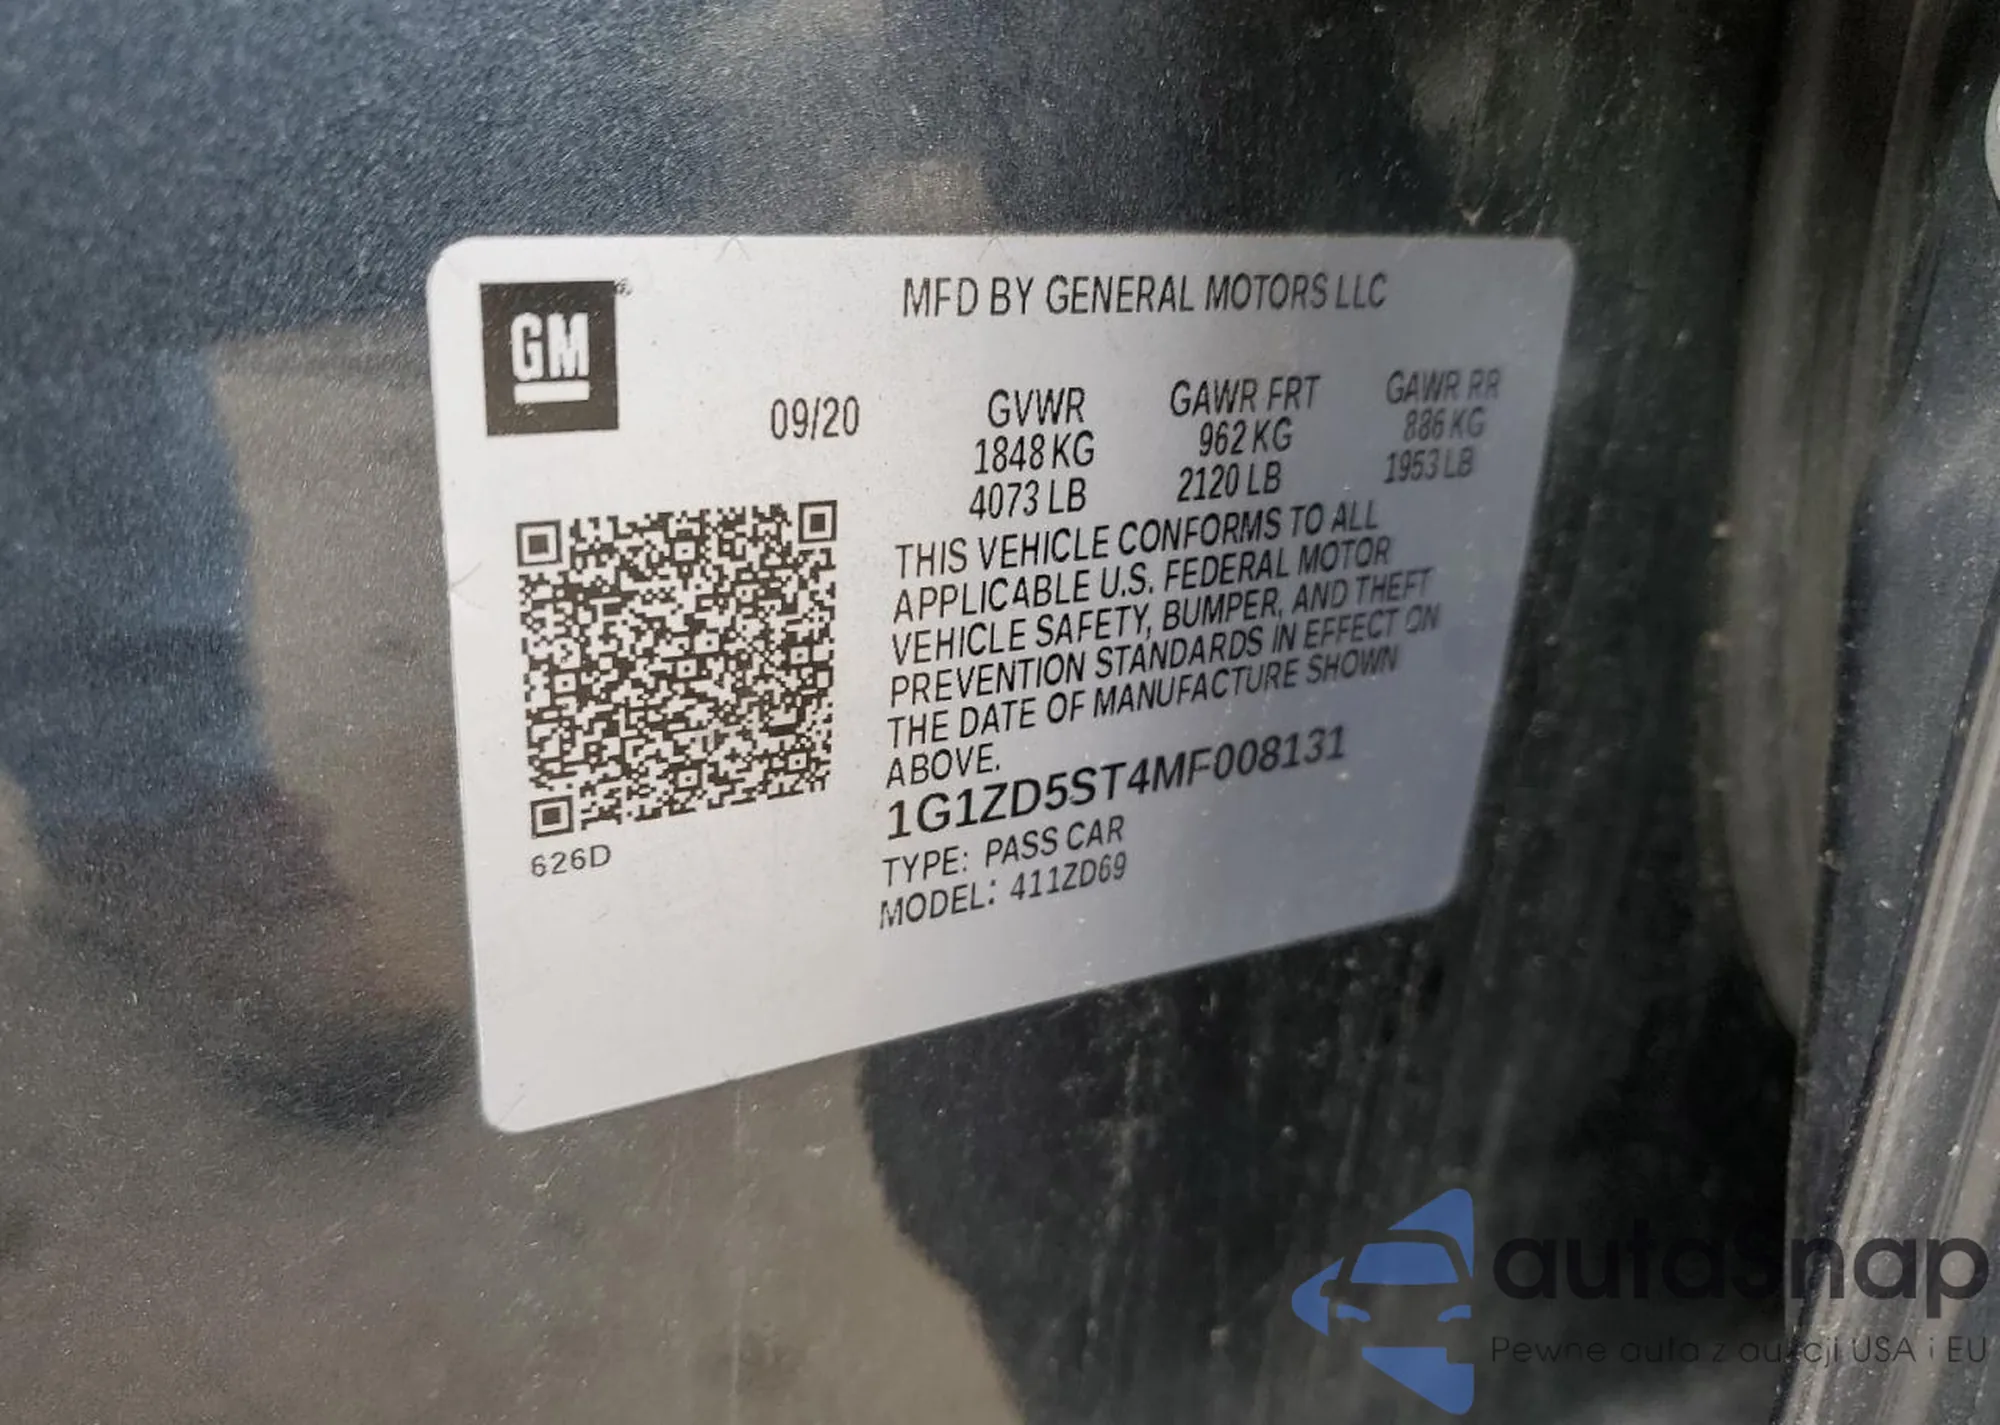 GM
MFD BY GENERAL MOTORS LLC
09/20
GVWR GAWR FRT GAWR RR
1848 KG 962 KG 886 KG
4073 LB 2120 LB 1953 LB
THIS VEHICLE CONFORMS TO ALL
APPLICABLE U.S. FEDERAL MOTOR
VEHICLE SAFETY, BUMPER, AND THEFT
PREVENTION STANDARDS IN EFFECT ON
THE DATE OF MANUFACTURE SHOWN
ABOVE.
1G1ZD5ST4MF008131
TYPE: PASS CAR
MODEL: 411ZD69
626D
autasnap
Pewne auta z aukcji USA i EU